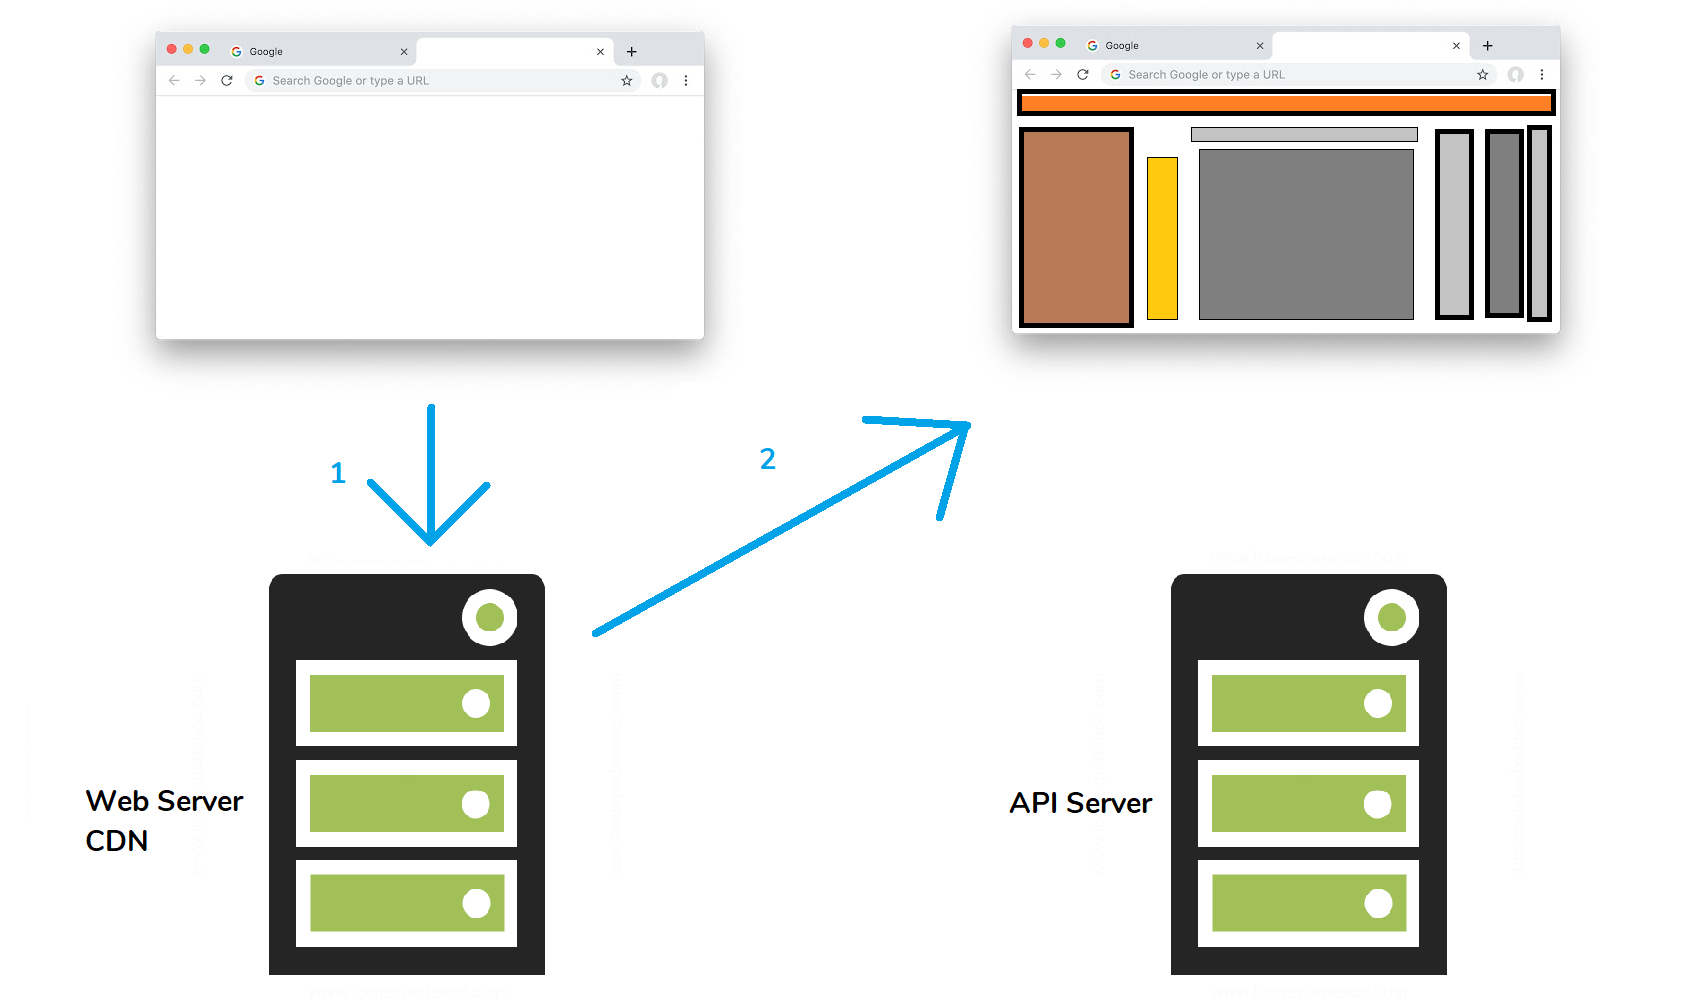 Google
Search Google or type a URL
Google
Search Google or type a URL
1
2
Web Server
CDN
API Server